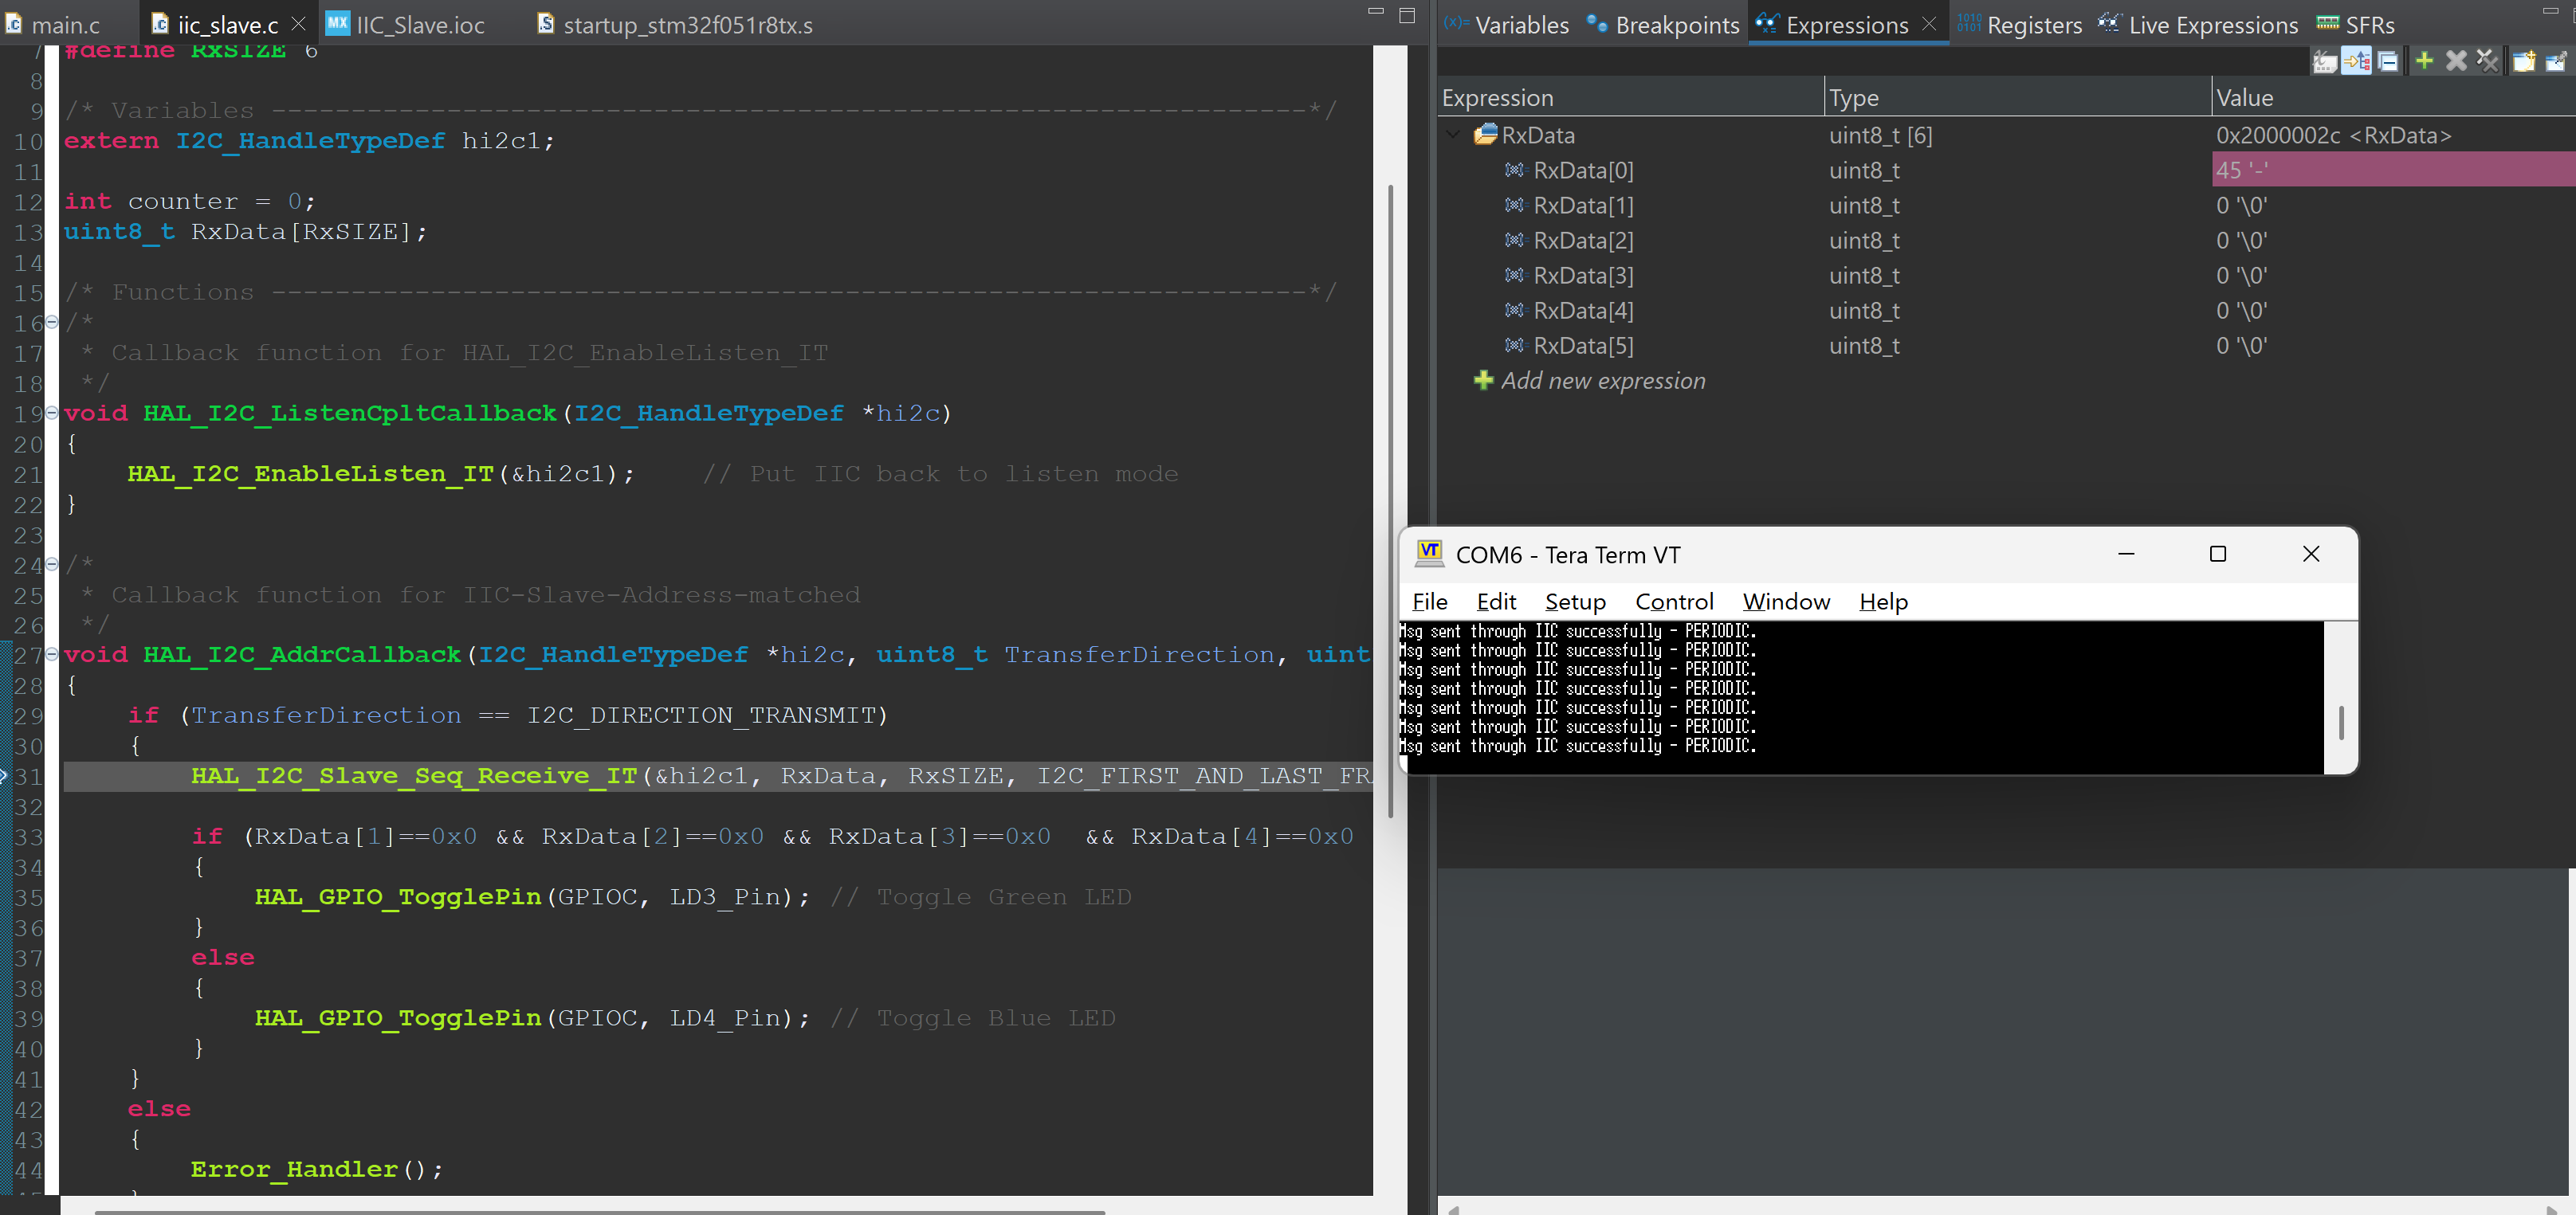 main.c
iic_slave.c
MX IIC_Slave.ioc
startup_stm32f051r8tx.s
7 #define RxSIZE 6
8
9 /* Variables -----------------------------------------------------------------*/
10 extern I2C_HandleTypeDef hi2c1;
11
12 int counter = 0;
13 uint8_t RxData[RxSIZE];
14
15 /* Functions -----------------------------------------------------------------*/
16 /*
17 * Callback function for HAL_I2C_EnableListen_IT
18 */
19 void HAL_I2C_ListenCpltCallback(I2C_HandleTypeDef *hi2c)
20 {
21 HAL_I2C_EnableListen_IT(&hi2c1); // Put IIC back to listen mode
22 }
23
24 /*
25 * Callback function for IIC-Slave-Address-matched
26 */
27 void HAL_I2C_AddrCallback(I2C_HandleTypeDef *hi2c, uint8_t TransferDirection, uint
28 {
29 if (TransferDirection == I2C_DIRECTION_TRANSMIT)
30 {
31 HAL_I2C_Slave_Seq_Receive_IT(&hi2c1, RxData, RxSIZE, I2C_FIRST_AND_LAST_FR
32
33 if (RxData[1]==0x0 && RxData[2]==0x0 && RxData[3]==0x0 && RxData[4]==0x0
34 {
35 HAL_GPIO_TogglePin(GPIOC, LD3_Pin); // Toggle Green LED
36 }
37 else
38 {
39 HAL_GPIO_TogglePin(GPIOC, LD4_Pin); // Toggle Blue LED
40 }
41 }
42 else
43 {
44 Error_Handler();
(x)= Variables
Breakpoints
Expressions
Registers
Live Expressions
SFRs
Expression Type Value
RxData uint8_t [6] 0x2000002c <RxData>
RxData[0] uint8_t 45 '-'
RxData[1] uint8_t 0 '\0'
RxData[2] uint8_t 0 '\0'
RxData[3] uint8_t 0 '\0'
RxData[4] uint8_t 0 '\0'
RxData[5] uint8_t 0 '\0'
Add new expression
VT COM6 - Tera Term VT
File Edit Setup Control Window Help
Msg sent through IIC successfully - PERIODIC.
Msg sent through IIC successfully - PERIODIC.
Msg sent through IIC successfully - PERIODIC.
Msg sent through IIC successfully - PERIODIC.
Msg sent through IIC successfully - PERIODIC.
Msg sent through IIC successfully - PERIODIC.
Msg sent through IIC successfully - PERIODIC.